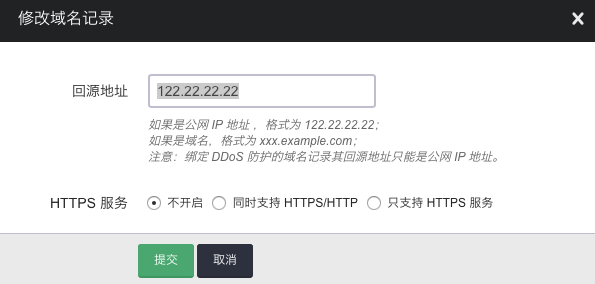 修改域名记录
回源地址 122.22.22.22
如果是公网 IP 地址 ，格式为 122.22.22.22；
如果是域名，格式为 xxx.example.com；
注意：绑定 DDoS 防护的域名记录其回源地址只能是公网 IP 地址。
HTTPS 服务 不开启 同时支持 HTTPS/HTTP 只支持 HTTPS 服务
提交 取消